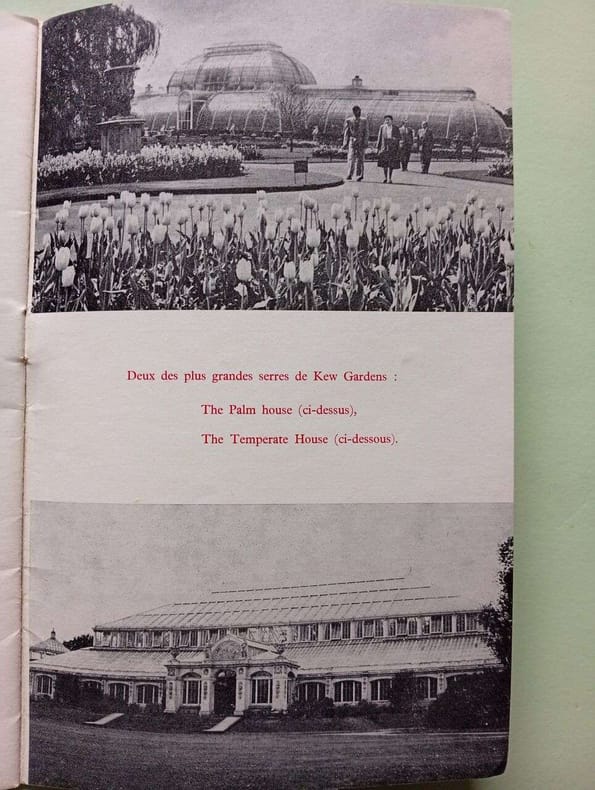 Deux des plus grandes serres de Kew Gardens :
The Palm house (ci-dessus),
The Temperate House (ci-dessous).